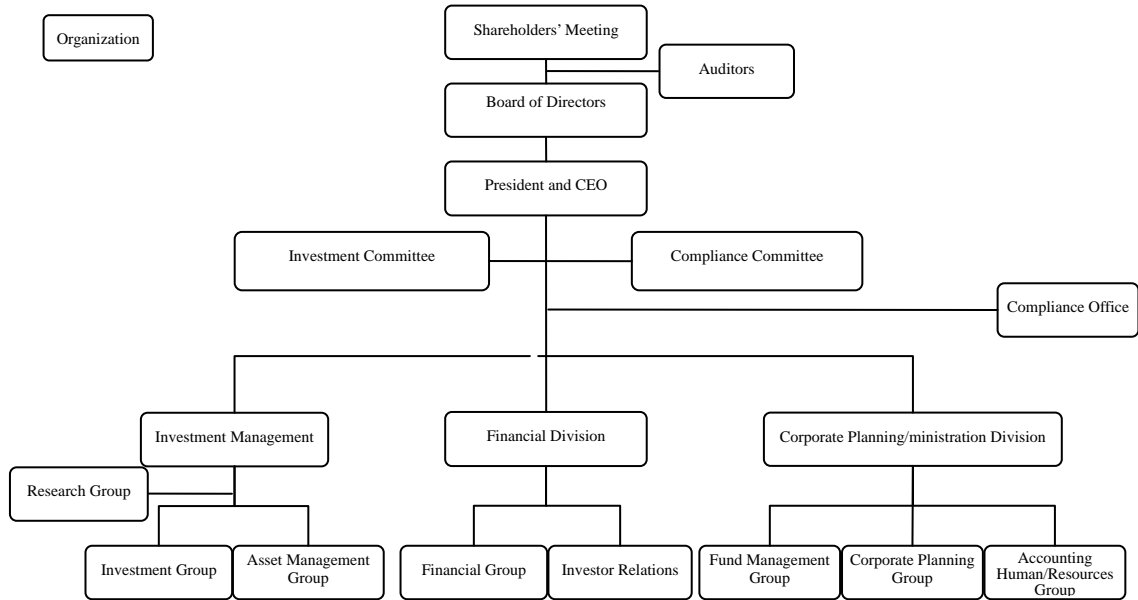 Organization
Shareholders’ Meeting
Auditors
Board of Directors
President and CEO
Investment Committee
Compliance Committee
Compliance Office
Investment Management
Financial Division
Corporate Planning/ministration Division
Research Group
Investment Group
Asset Management
Group
Financial Group
Investor Relations
Fund Management
Group
Corporate Planning
Group
Accounting
Human/Resources
Group